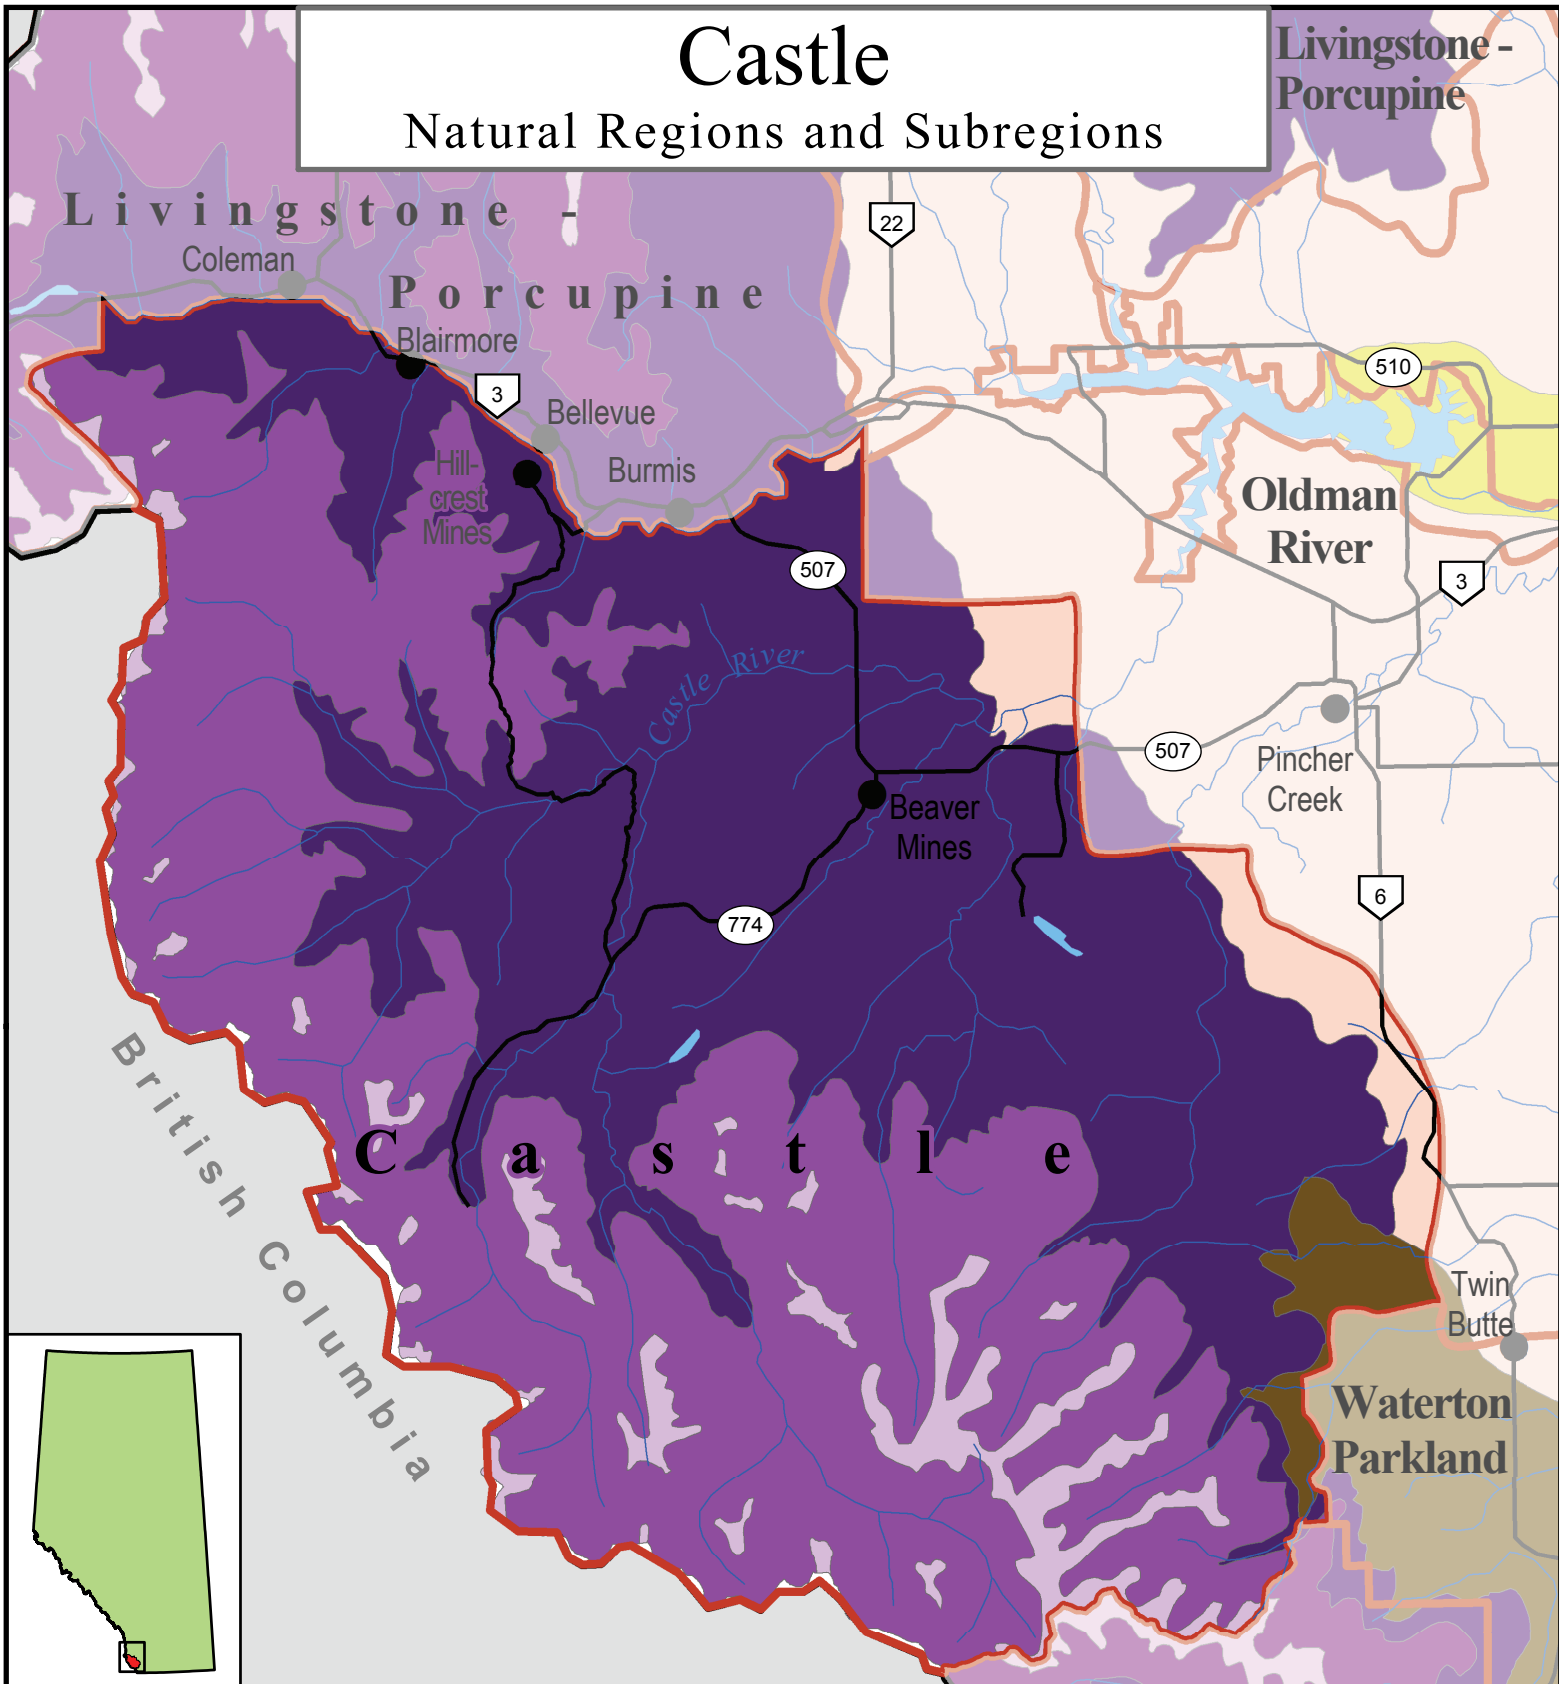 Castle
Natural Regions and Subregions
Livingstone -
Porcupine
Livingstone -
Porcupine
Coleman
22
Blairmore
3
510
Bellevue
Hill-
crest
Mines
Burmis
Oldman
River
507
3
Castle River
507
Pincher
Creek
Beaver
Mines
6
774
British Columbia
Castle
Twin
Butte
Waterton
Parkland